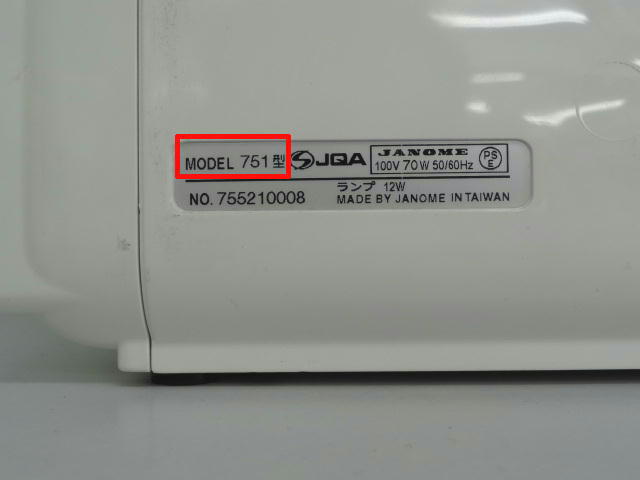 MODEL 751型 JQA JANOME
100V 70W 50/60Hz PSE
NO. 755210008 ランプ 12W
MADE BY JANOME IN TAIWAN